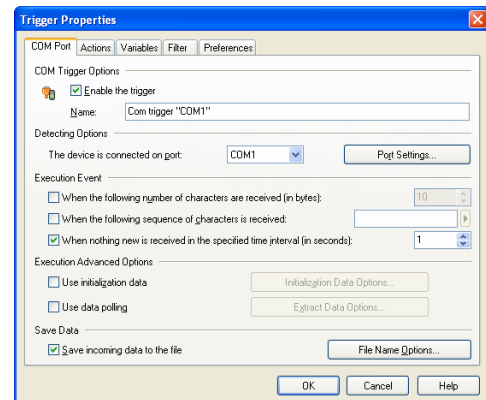 Trigger Properties
COM Port Actions Variables Filter Preferences
COM Trigger Options
Enable the trigger
Name: Com trigger "COM1"
Detecting Options
The device is connected on port: COM1 Port Settings...
Execution Event
When the following number of characters are received (in bytes): 10
When the following sequence of characters is received:
When nothing new is received in the specified time interval (in seconds): 1
Execution Advanced Options
Use initialization data Initialization Data Options...
Use data polling Extract Data Options...
Save Data
Save incoming data to the file File Name Options...
OK Cancel Help